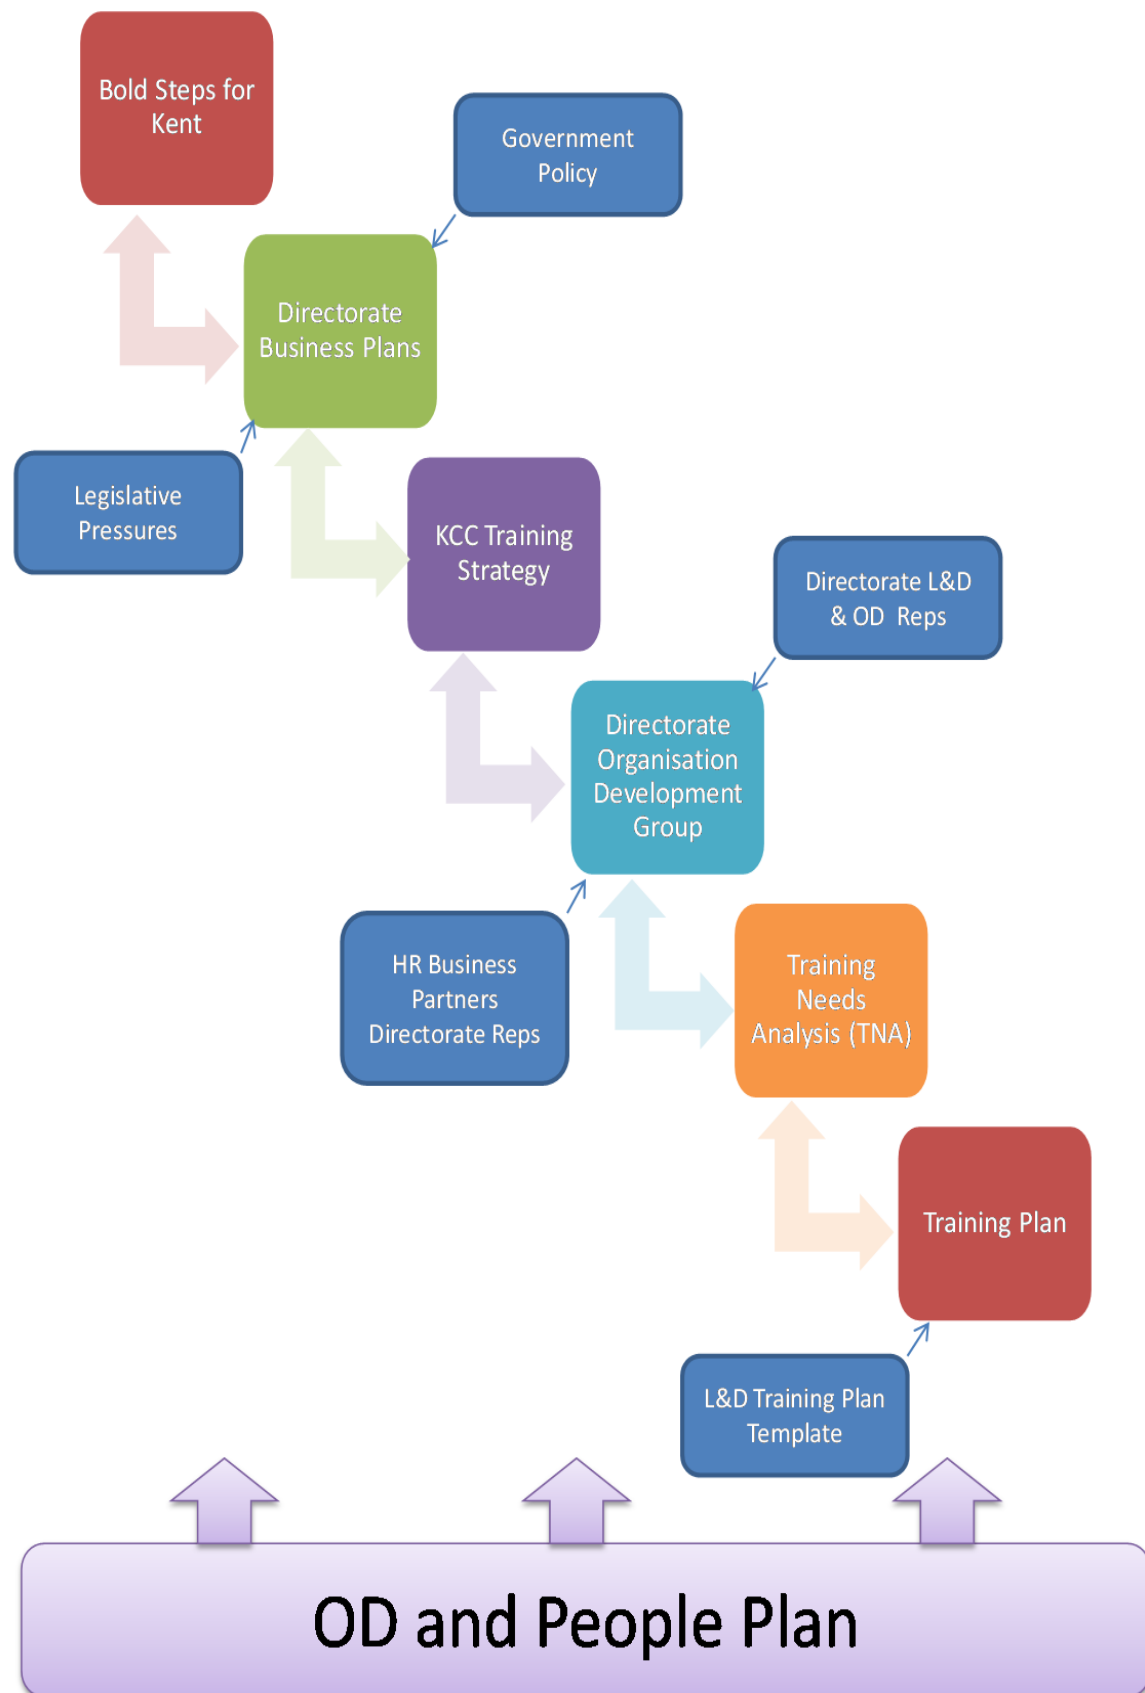 Bold Steps for
Kent
Government
Policy
Directorate
Business Plans
Legislative
Pressures
KCC Training
Strategy
Directorate L&D
& OD Reps
Directorate
Organisation
Development
Group
HR Business
Partners
Directorate Reps
Training
Needs
Analysis (TNA)
Training Plan
L&D Training Plan
Template
OD and People Plan